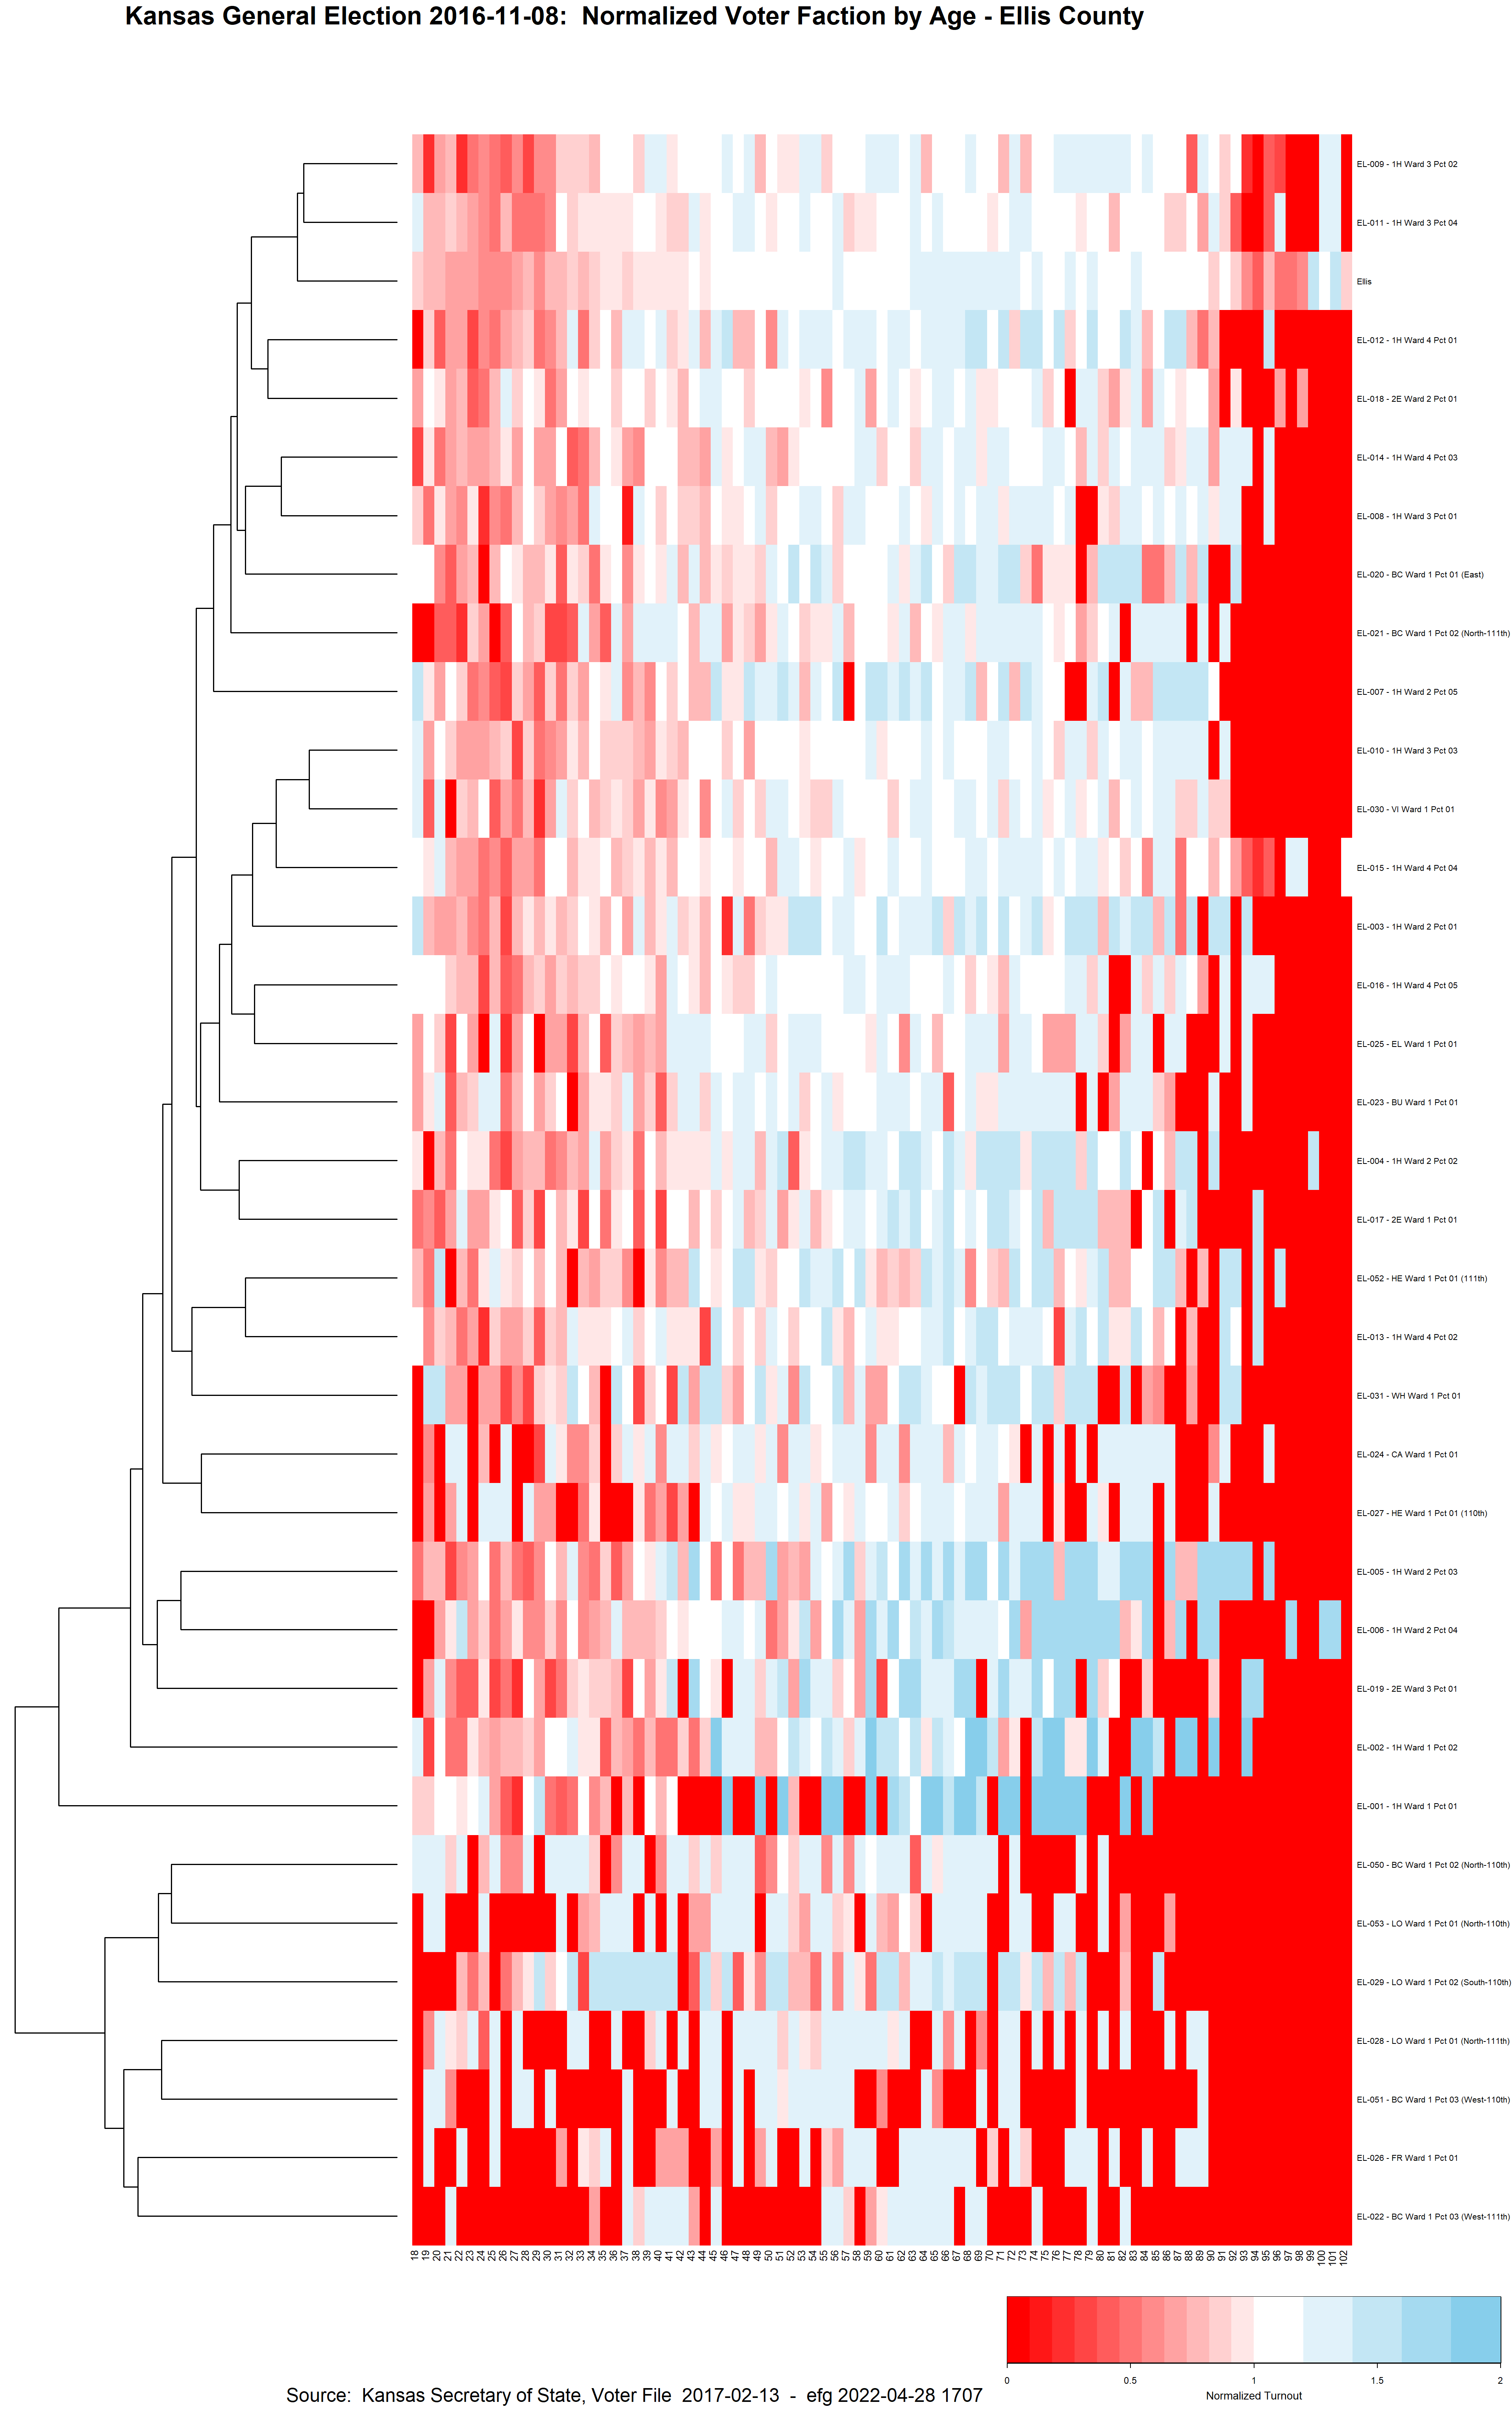 Kansas General Election 2016-11-08:  Normalized Voter Faction by Age - Ellis County
EL-009 - 1H Ward 3 Pct 02
EL-011 - 1H Ward 3 Pct 04
Ellis
EL-012 - 1H Ward 4 Pct 01
EL-018 - 2E Ward 2 Pct 01
EL-014 - 1H Ward 4 Pct 03
EL-008 - 1H Ward 3 Pct 01
EL-020 - BC Ward 1 Pct 01 (East)
EL-021 - BC Ward 1 Pct 02 (North-111th)
EL-007 - 1H Ward 2 Pct 05
EL-010 - 1H Ward 3 Pct 03
EL-030 - VI Ward 1 Pct 01
EL-015 - 1H Ward 4 Pct 04
EL-003 - 1H Ward 2 Pct 01
EL-016 - 1H Ward 4 Pct 05
EL-025 - EL Ward 1 Pct 01
EL-023 - BU Ward 1 Pct 01
EL-004 - 1H Ward 2 Pct 02
EL-017 - 2E Ward 1 Pct 01
EL-052 - HE Ward 1 Pct 01 (111th)
EL-013 - 1H Ward 4 Pct 02
EL-031 - WH Ward 1 Pct 01
EL-024 - CA Ward 1 Pct 01
EL-027 - HE Ward 1 Pct 01 (110th)
EL-005 - 1H Ward 2 Pct 03
EL-006 - 1H Ward 2 Pct 04
EL-019 - 2E Ward 3 Pct 01
EL-002 - 1H Ward 1 Pct 02
EL-001 - 1H Ward 1 Pct 01
EL-050 - BC Ward 1 Pct 02 (North-110th)
EL-053 - LO Ward 1 Pct 01 (North-110th)
EL-029 - LO Ward 1 Pct 02 (South-110th)
EL-028 - LO Ward 1 Pct 01 (North-111th)
EL-051 - BC Ward 1 Pct 03 (West-110th)
EL-026 - FR Ward 1 Pct 01
EL-022 - BC Ward 1 Pct 03 (West-111th)
18 19 20 21 22 23 24 25 26 27 28 29 30 31 32 33 34 35 36 37 38 39 40 41 42 43 44 45 46 47 48 49 50 51 52 53 54 55 56 57 58 59 60 61 62 63 64 65 66 67 68 69 70 71 72 73 74 75 76 77 78 79 80 81 82 83 84 85 86 87 88 89 90 91 92 93 94 95 96 97 98 99 100 101 102
0 0.5 1 1.5 2
Normalized Turnout
Source:  Kansas Secretary of State, Voter File  2017-02-13  -  efg 2022-04-28 1707